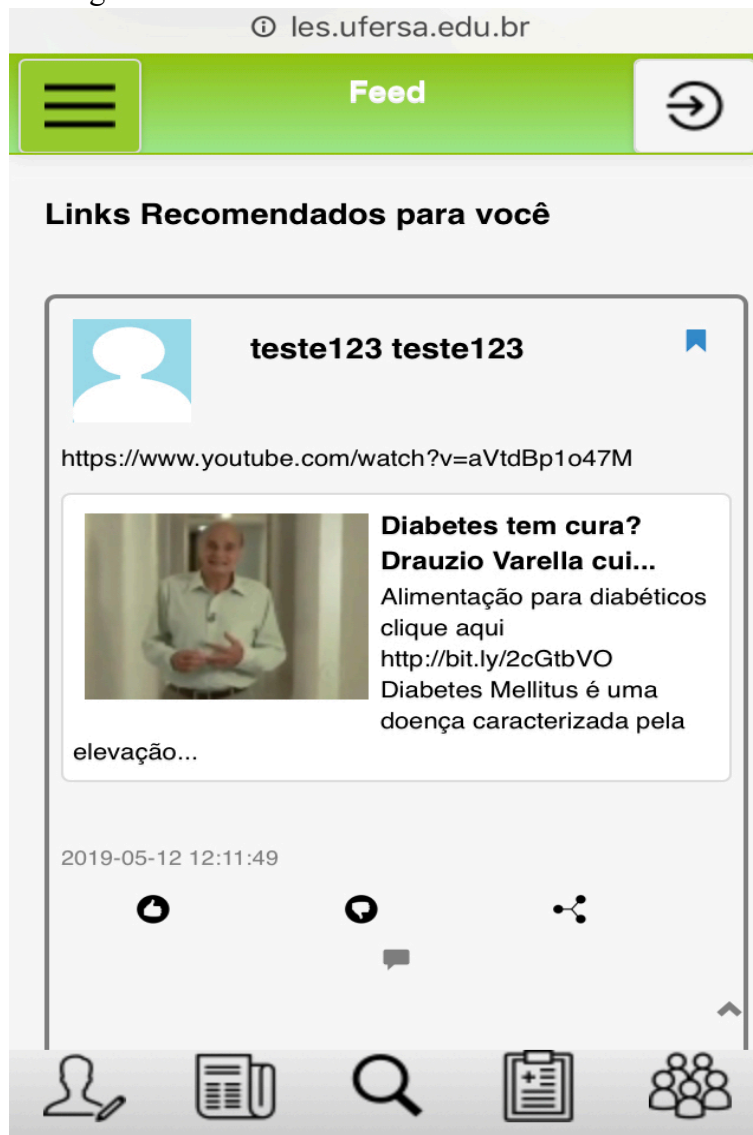 les.ufersa.edu.br
Feed
Links Recomendados para você
teste123 teste123
https://www.youtube.com/watch?v=aVtdBp1o47M
Diabetes tem cura?
Drauzio Varella cui...
Alimentação para diabéticos
clique aqui
http://bit.ly/2cGtbVO
Diabetes Mellitus é uma
doença caracterizada pela
elevação...
2019-05-12 12:11:49